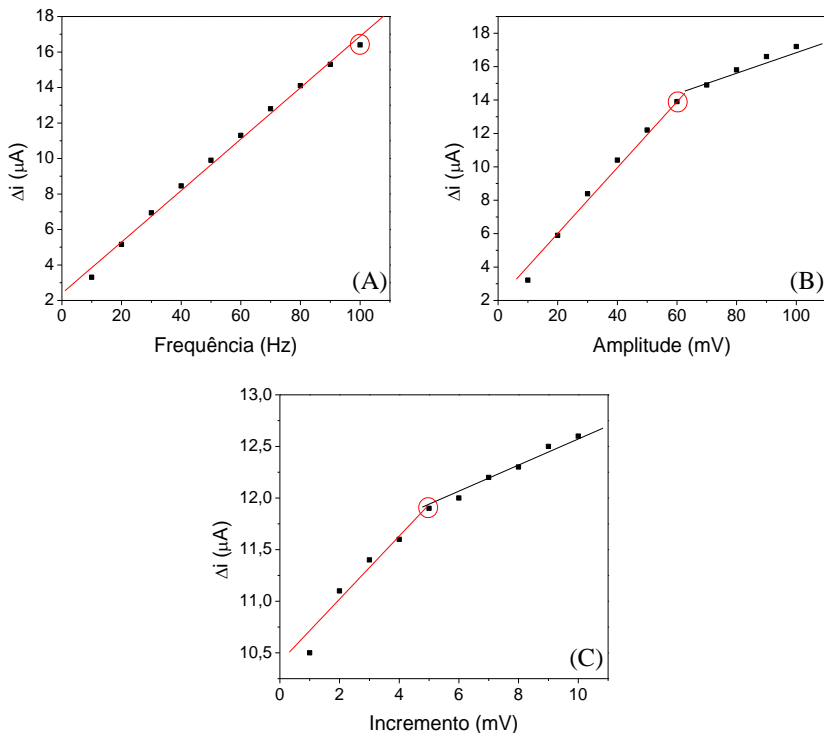 18
16
14
12
10
8
6
4
2
Δi (μA)
0 20 40 60 80 100
Frequência (Hz)
(A)
18
16
14
12
10
8
6
4
2
Δi (μA)
0 20 40 60 80 100
Amplitude (mV)
(B)
13,0
12,5
12,0
11,5
11,0
10,5
Δi (μA)
0 2 4 6 8 10
Incremento (mV)
(C)